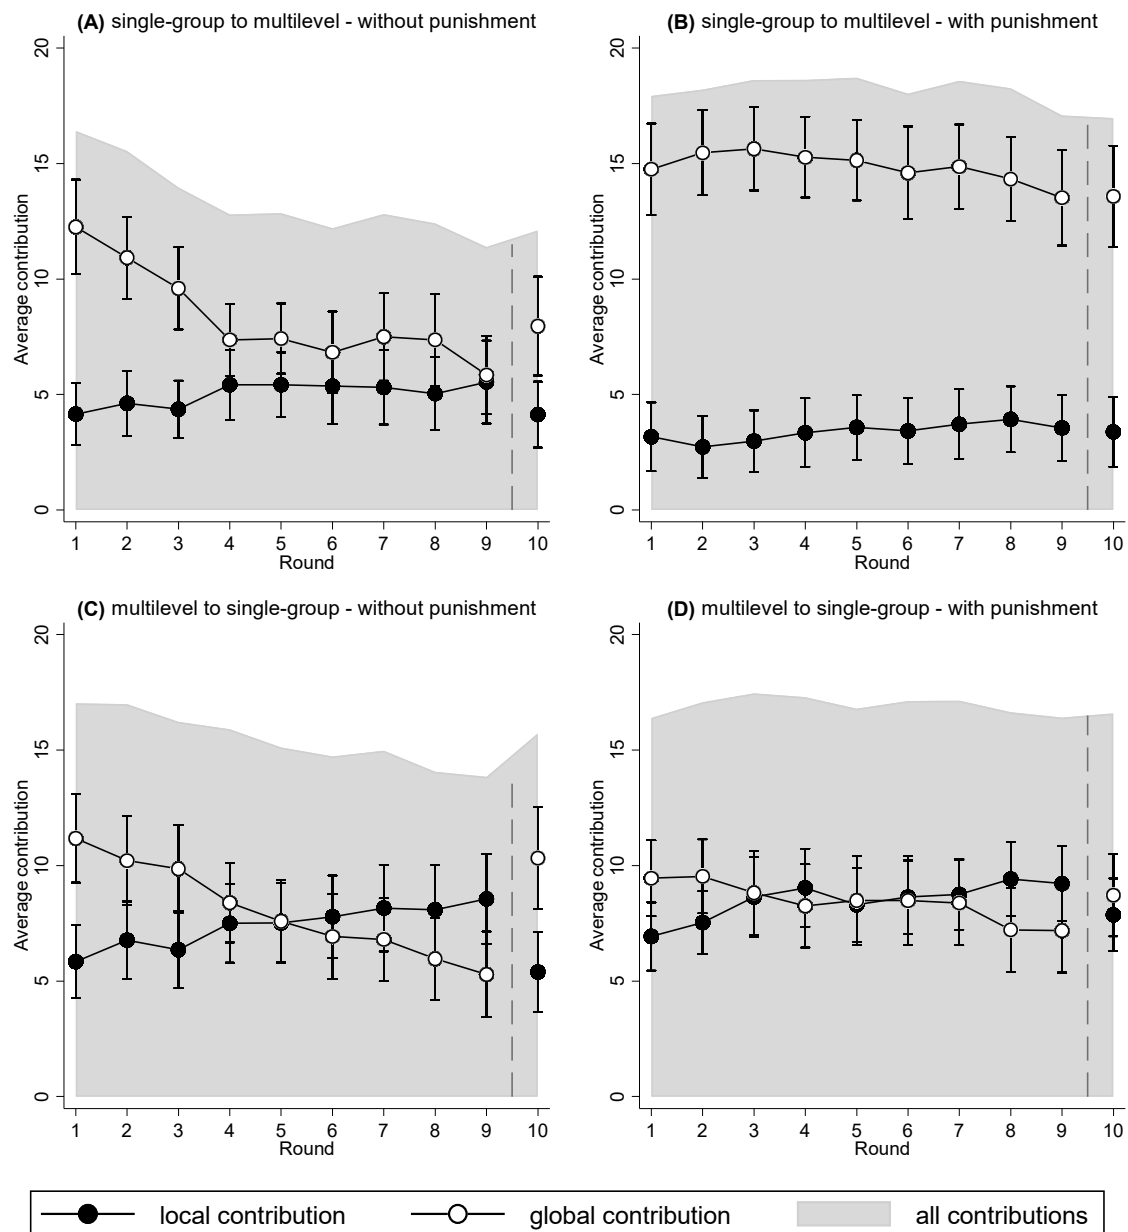 (A) single-group to multilevel - without punishment
20
15
10
5
0
Average contribution
1 2 3 4 5 6 7 8 9 10
Round
(B) single-group to multilevel - with punishment
20
15
10
5
0
Average contribution
1 2 3 4 5 6 7 8 9 10
Round
(C) multilevel to single-group - without punishment
20
15
10
5
0
Average contribution
1 2 3 4 5 6 7 8 9 10
Round
(D) multilevel to single-group - with punishment
20
15
10
5
0
Average contribution
1 2 3 4 5 6 7 8 9 10
Round
local contribution global contribution all contributions